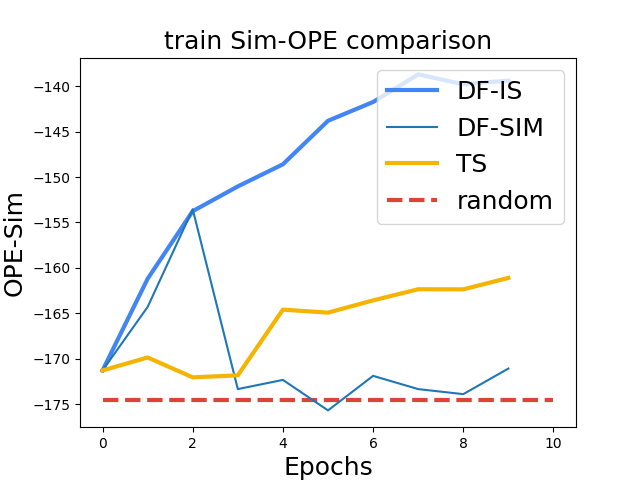 train Sim-OPE comparison
DF-IS
DF-SIM
TS
random
OPE-Sim
−140
−145
−150
−155
−160
−165
−170
−175
0 2 4 6 8 10
Epochs